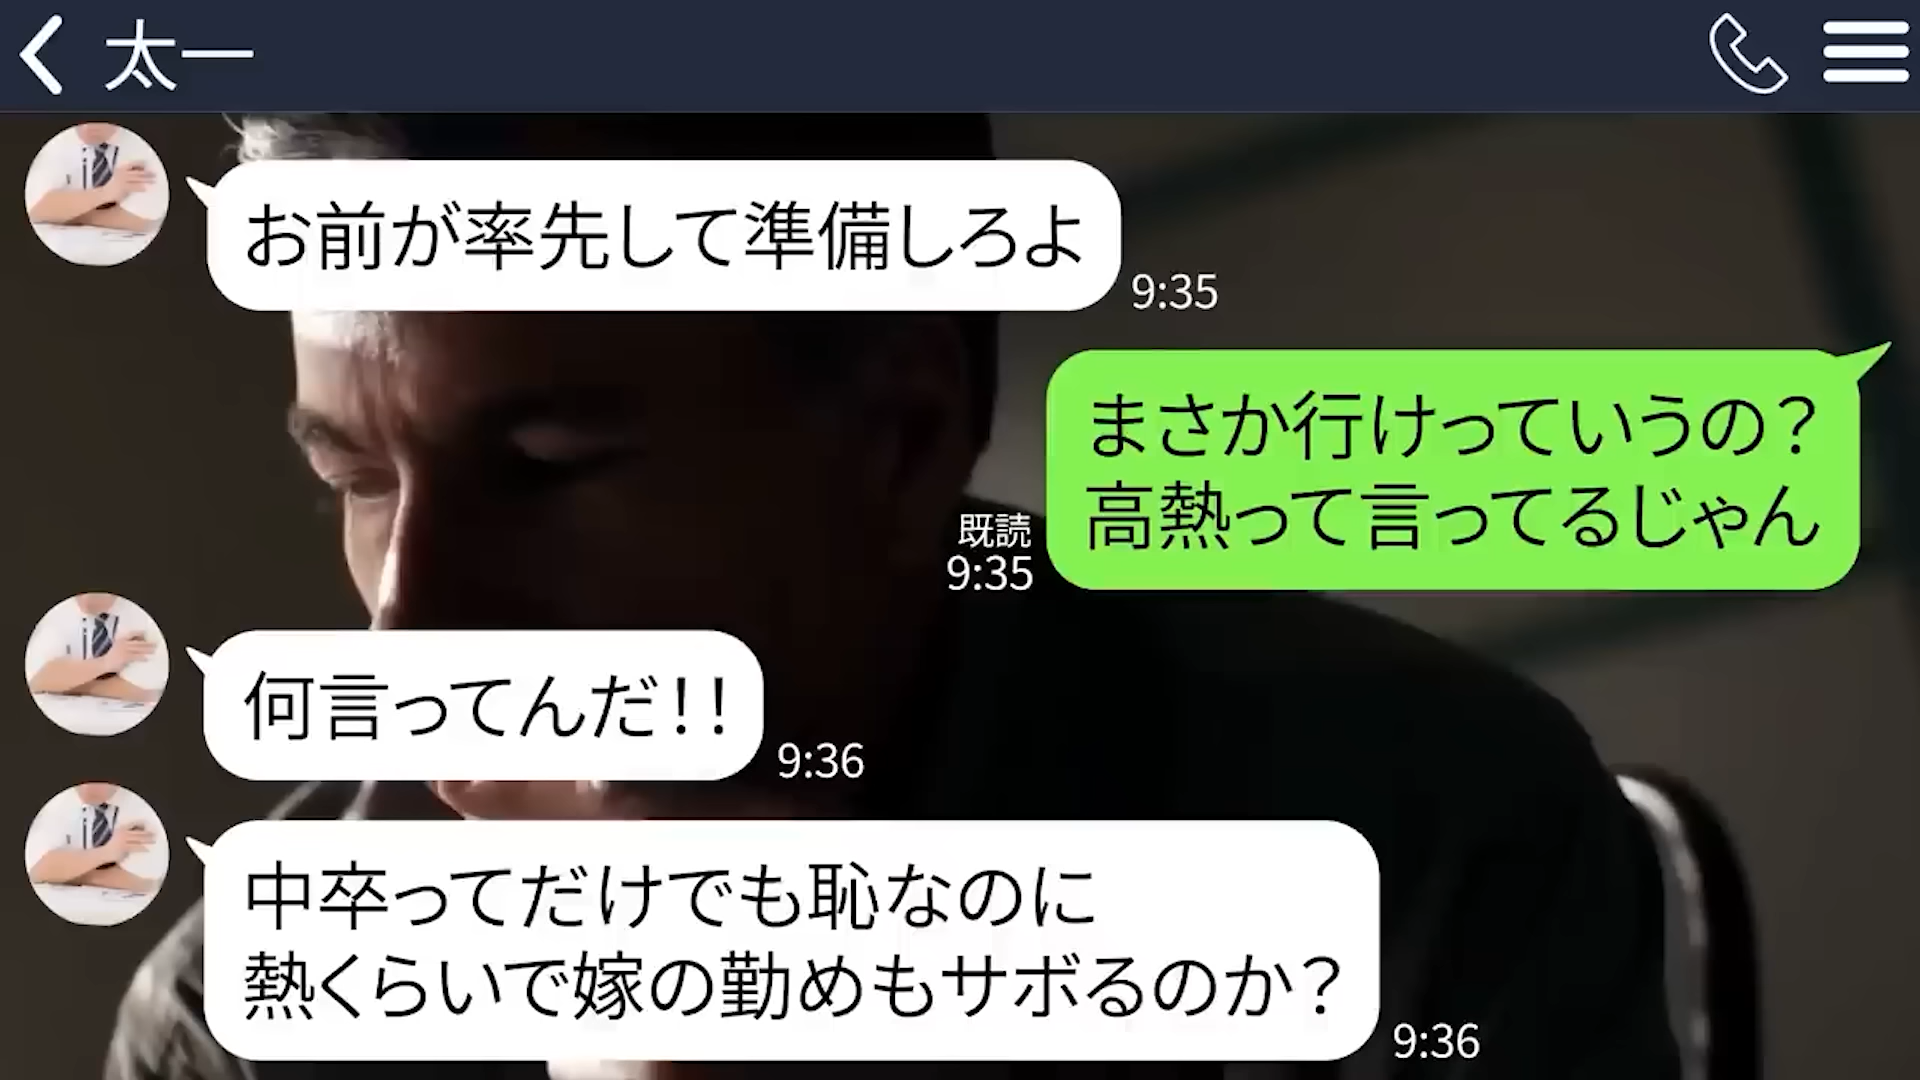 太一
お前が率先して準備しろよ
9:35
まさか行けっていうの？
高熱って言ってるじゃん
既読
9:35
何言ってんだ！！
9:36
中卒ってだけでも恥なのに
熱くらいで嫁の勤めもサボるのか？
9:36